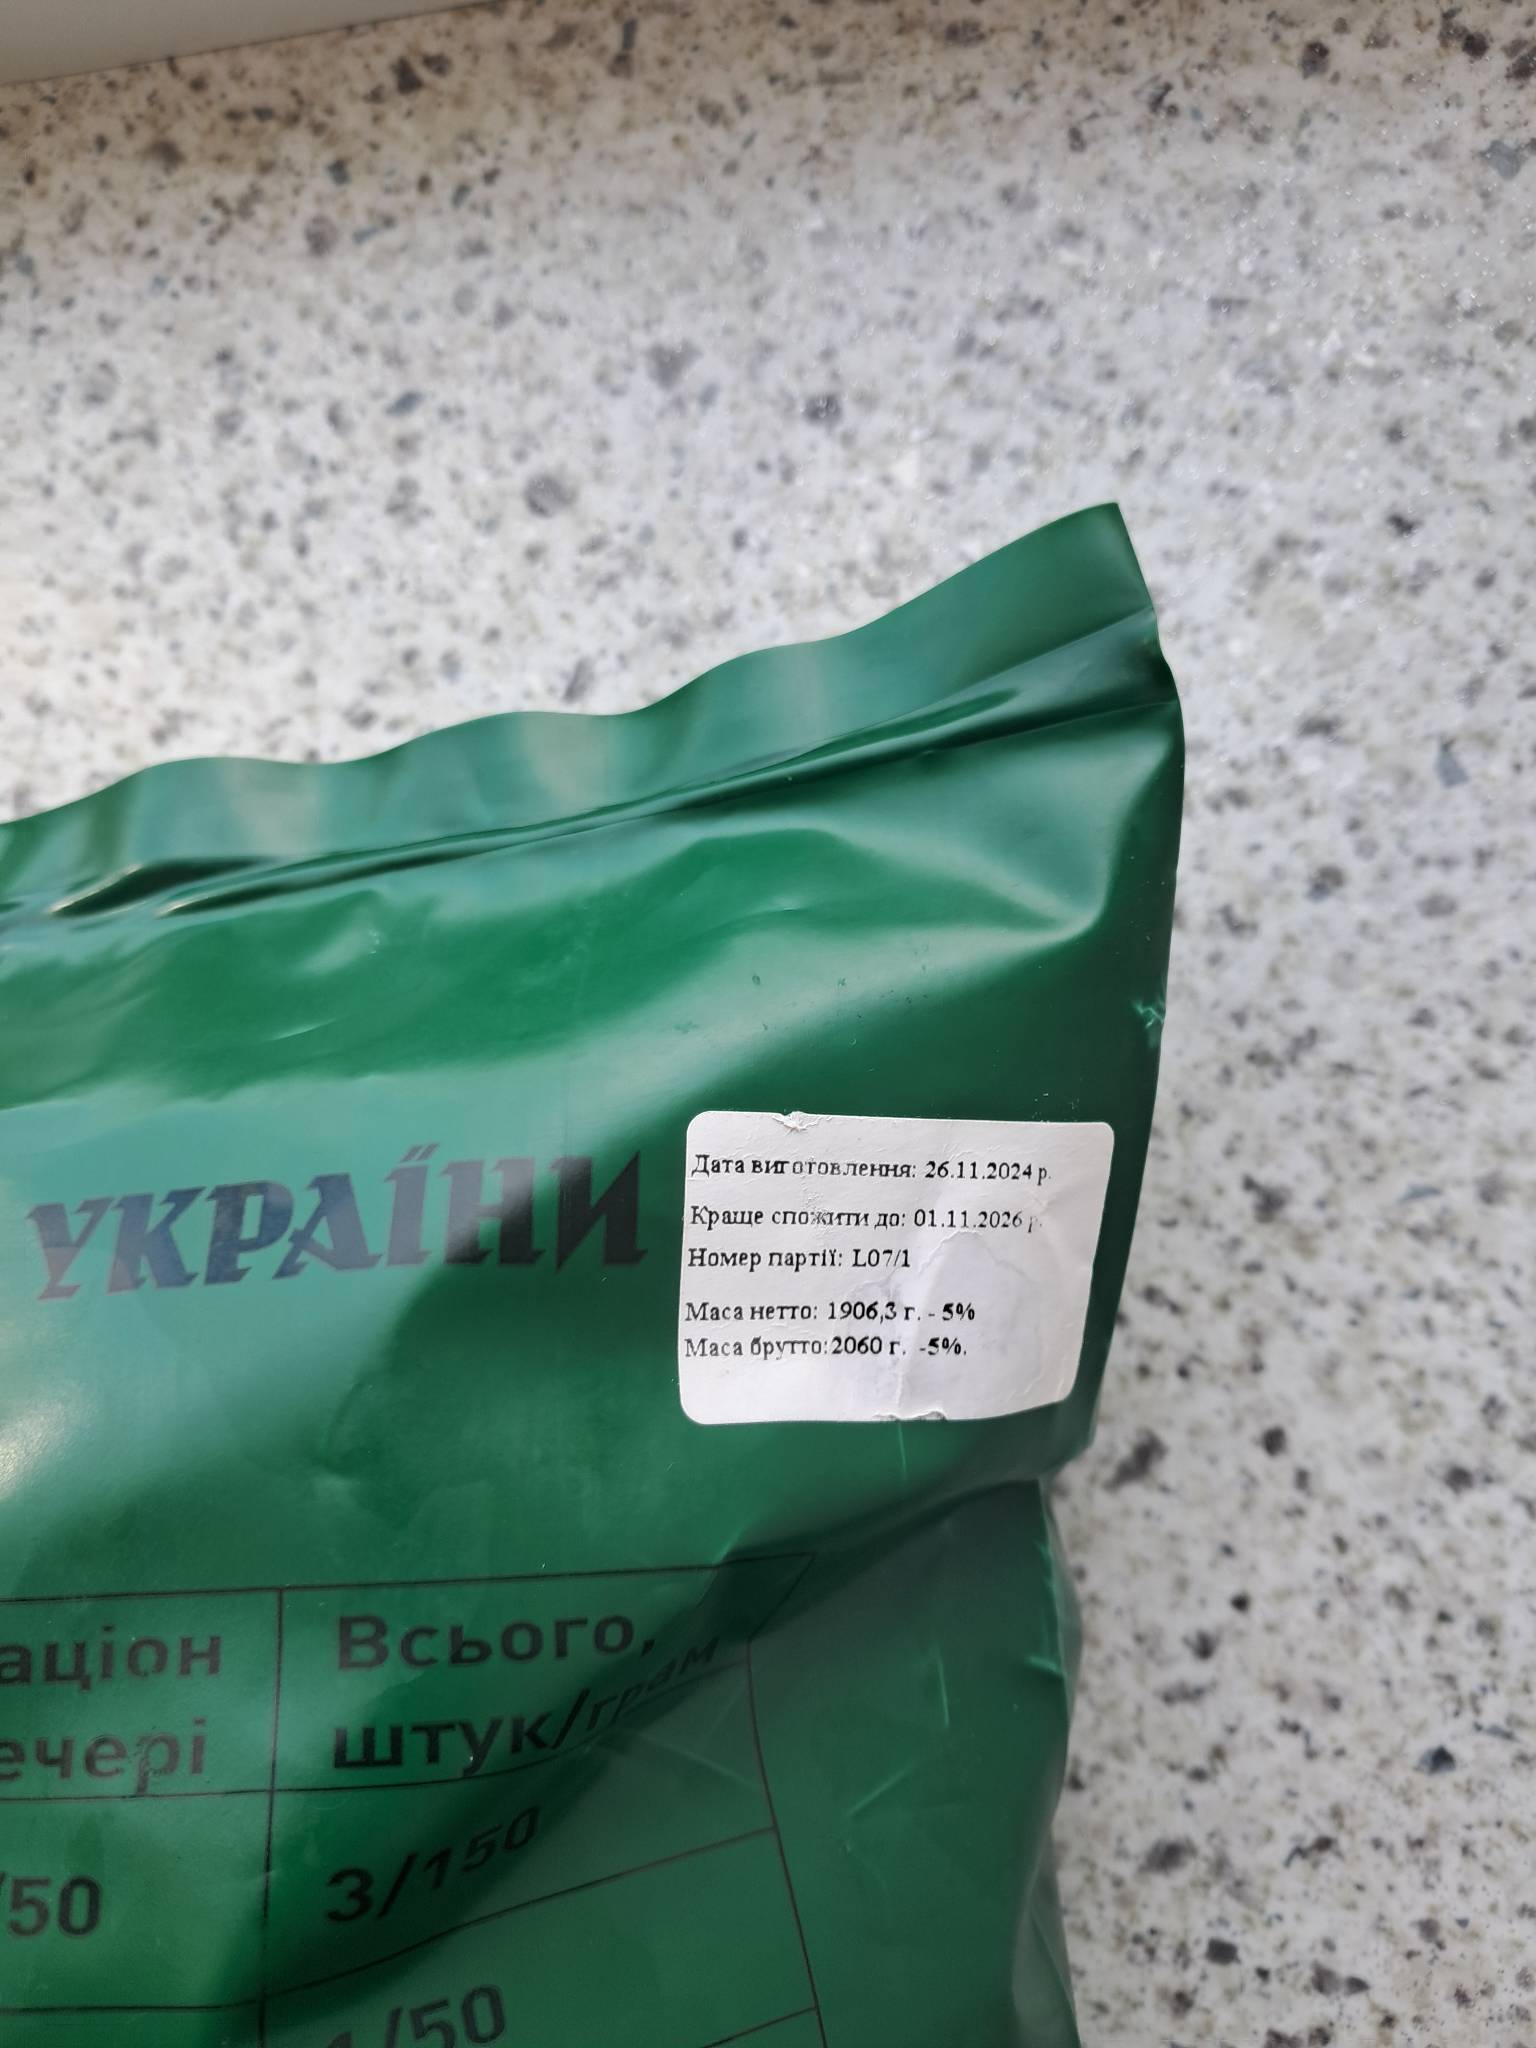 УКРАЇНИ
Дата виготовлення: 26.11.2024 р.
Краще спожити до: 01.11.2026 р.
Номер партії: L07/1
Маса нетто: 1906,3 г. - 5%
Маса брутто:2060 г. -5%.
аціон
ечері
Всього,
штук/грам
/50
3/150
1/50